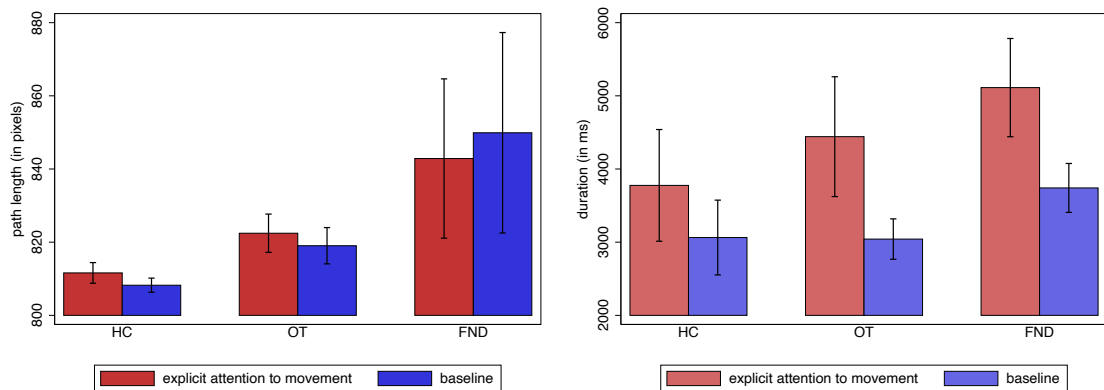 path length (in pixels)
880
860
840
820
800
HC OT FND
explicit attention to movement baseline
duration (in ms)
6000
5000
4000
3000
2000
HC OT FND
explicit attention to movement baseline